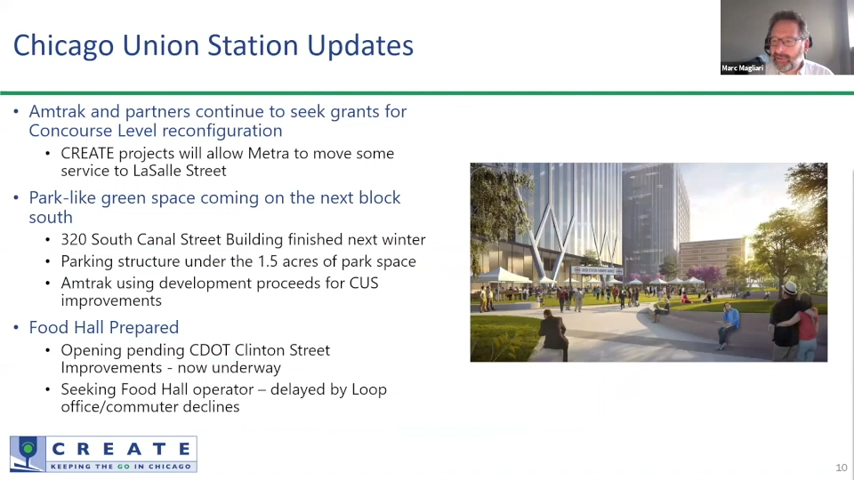 Chicago Union Station Updates
Marc Magliari
• Amtrak and partners continue to seek grants for
Concourse Level reconfiguration
• CREATE projects will allow Metra to move some
service to LaSalle Street
• Park-like green space coming on the next block
south
• 320 South Canal Street Building finished next winter
• Parking structure under the 1.5 acres of park space
• Amtrak using development proceeds for CUS
improvements
• Food Hall Prepared
• Opening pending CDOT Clinton Street
Improvements - now underway
• Seeking Food Hall operator – delayed by Loop
office/commuter declines
CREATE
KEEPING THE GO IN CHICAGO
10